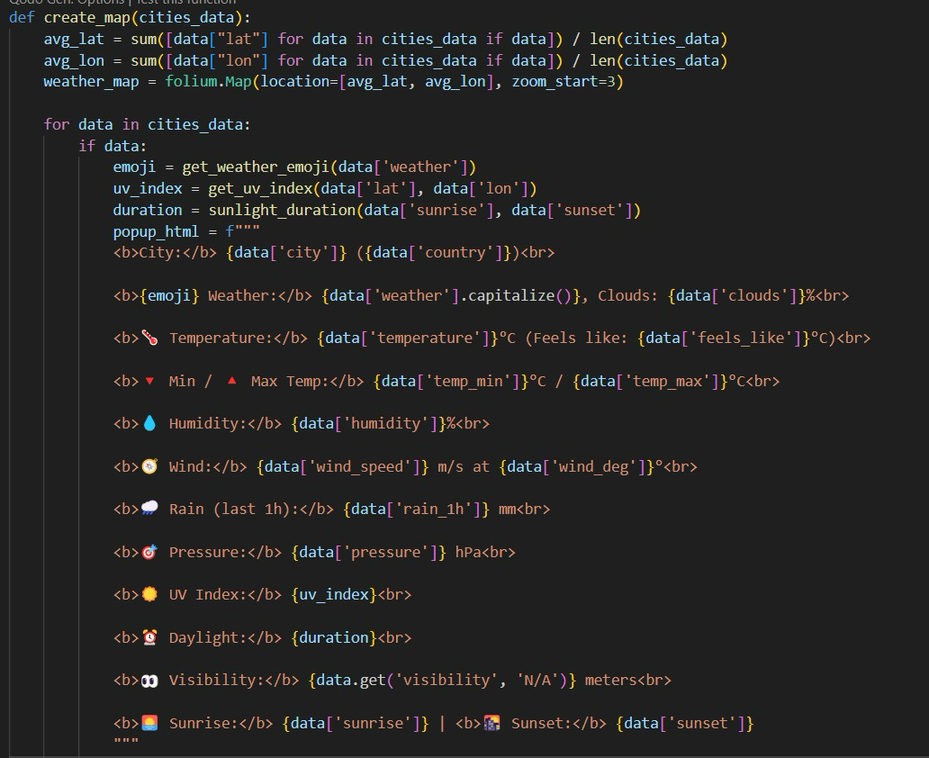 Qodo Gen: Options | Test this function
def create_map(cities_data):
    avg_lat = sum([data["lat"] for data in cities_data if data]) / len(cities_data)
    avg_lon = sum([data["lon"] for data in cities_data if data]) / len(cities_data)
    weather_map = folium.Map(location=[avg_lat, avg_lon], zoom_start=3)
    for data in cities_data:
        if data:
            emoji = get_weather_emoji(data['weather'])
            uv_index = get_uv_index(data['lat'], data['lon'])
            duration = sunlight_duration(data['sunrise'], data['sunset'])
            popup_html = f"""
            <b>City:</b> {data['city']} ({data['country']})<br>
            <b>{emoji} Weather:</b> {data['weather'].capitalize()}, Clouds: {data['clouds']}%<br>
            <b>🌡️ Temperature:</b> {data['temperature']}°C (Feels like: {data['feels_like']}°C)<br>
            <b>🔻 Min / 🔺 Max Temp:</b> {data['temp_min']}°C / {data['temp_max']}°C<br>
            <b>💧 Humidity:</b> {data['humidity']}%<br>
            <b>🧭 Wind:</b> {data['wind_speed']} m/s at {data['wind_deg']}°<br>
            <b>🌧️ Rain (last 1h):</b> {data['rain_1h']} mm<br>
            <b>🎯 Pressure:</b> {data['pressure']} hPa<br>
            <b>☀️ UV Index:</b> {uv_index}<br>
            <b>⏰ Daylight:</b> {duration}<br>
            <b>👀 Visibility:</b> {data.get('visibility', 'N/A')} meters<br>
            <b>🌅 Sunrise:</b> {data['sunrise']} | <b>🌇 Sunset:</b> {data['sunset']}
            """